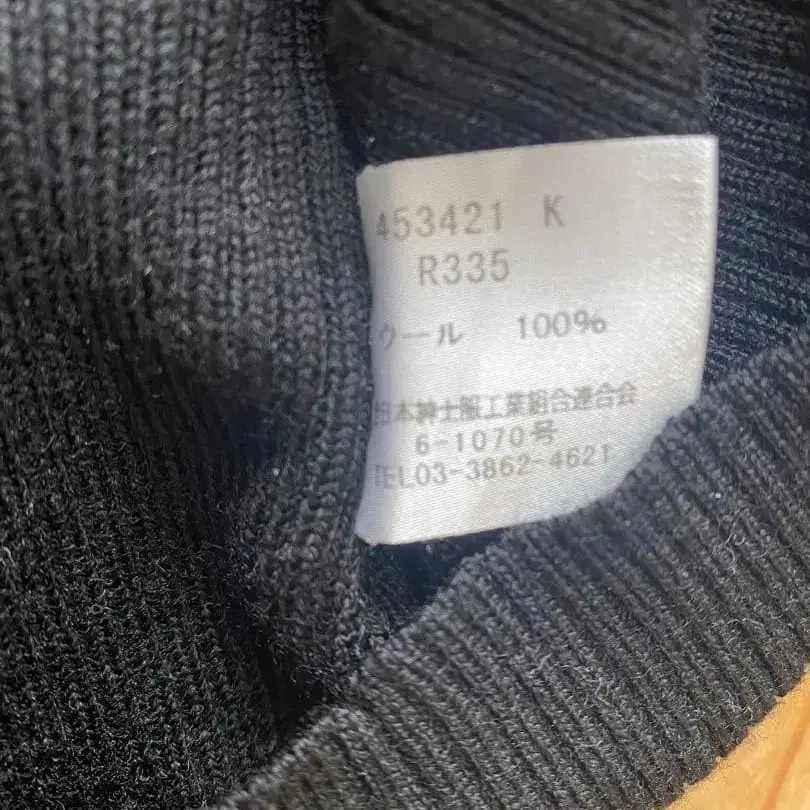 453421 K
R335
ウール 100%
日本紳士服工業組合連合会
6-1070号
TEL03-3862-4621